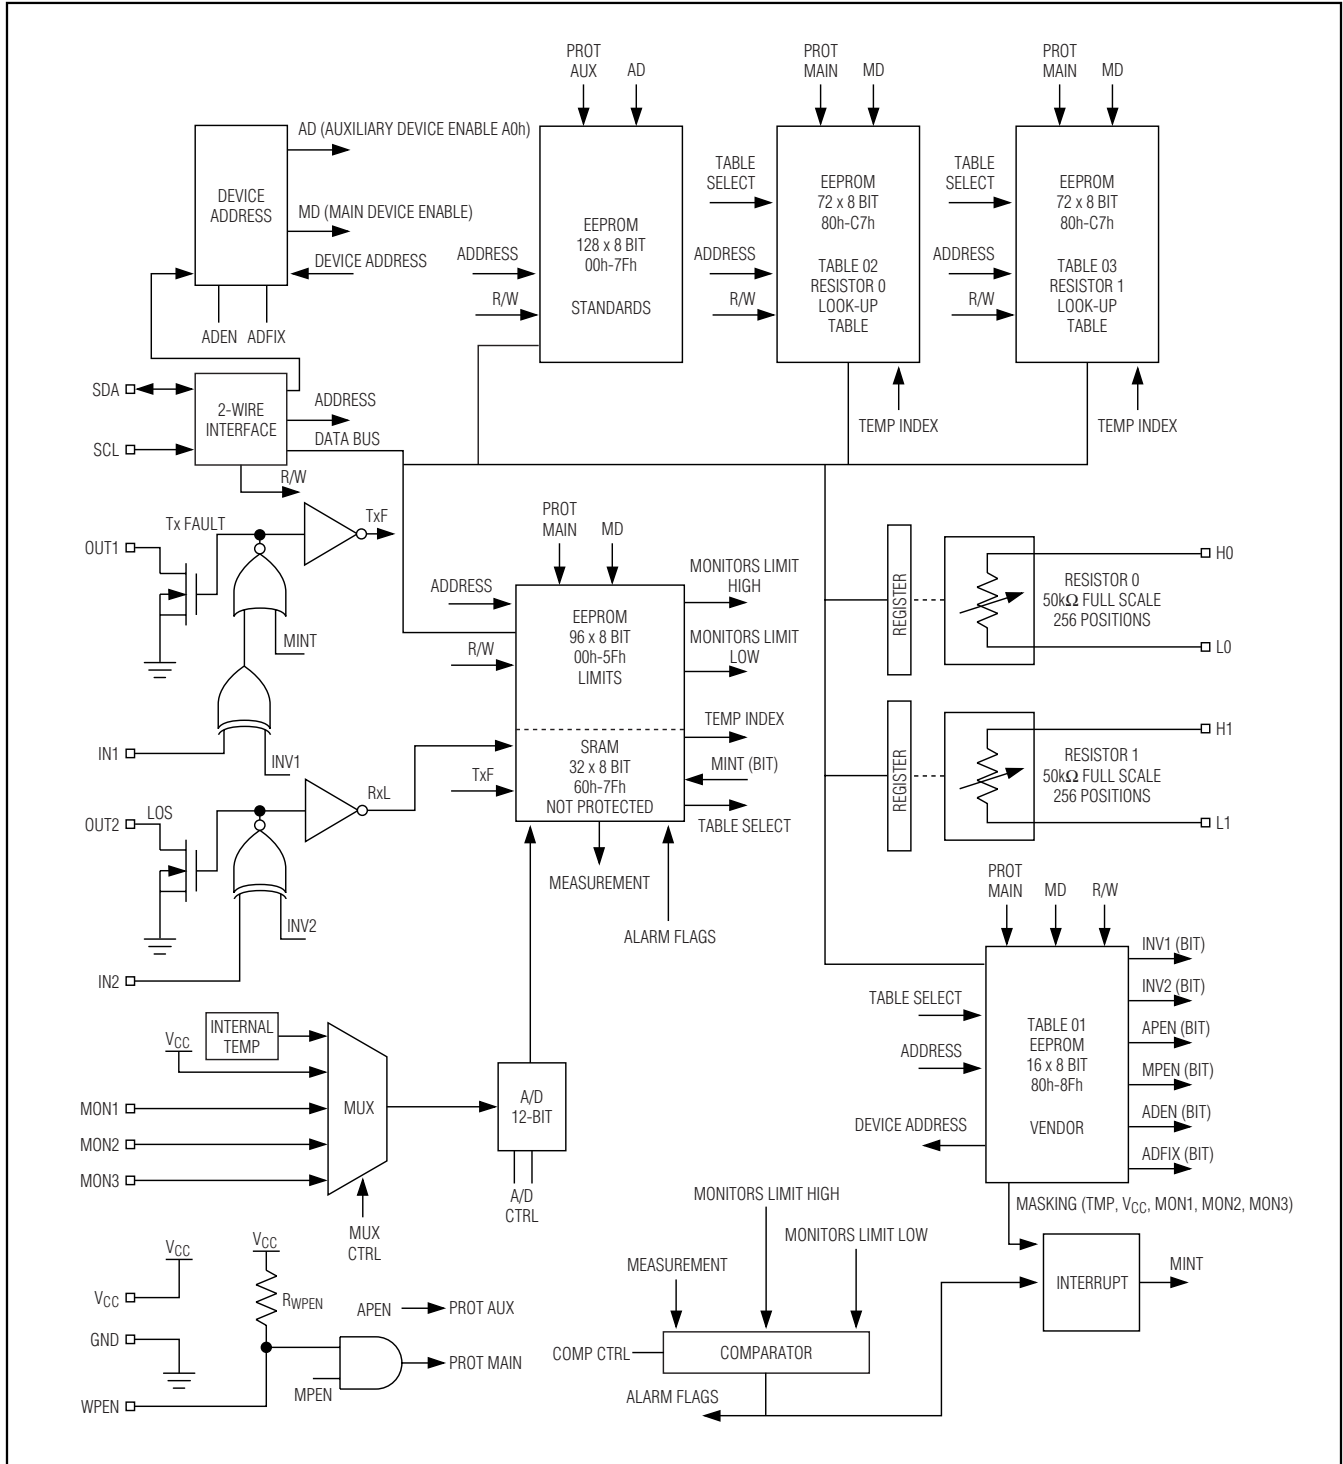 PROT
AUX
AD
PROT
MAIN
MD
PROT
MAIN
MD
DEVICE
ADDRESS
AD (AUXILIARY DEVICE ENABLE A0h)
MD (MAIN DEVICE ENABLE)
DEVICE ADDRESS
ADEN
ADFIX
ADDRESS
R/W
EEPROM
128 x 8 BIT
00h-7Fh
STANDARDS
TABLE
SELECT
ADDRESS
R/W
EEPROM
72 x 8 BIT
80h-C7h
TABLE 02
RESISTOR 0
LOOK-UP
TABLE
TEMP INDEX
TABLE
SELECT
ADDRESS
R/W
EEPROM
72 x 8 BIT
80h-C7h
TABLE 03
RESISTOR 1
LOOK-UP
TABLE
TEMP INDEX
SDA
SCL
2-WIRE
INTERFACE
ADDRESS
DATA BUS
R/W
Tx FAULT
TxF
OUT1
MINT
IN1
INV1
RxL
LOS
OUT2
INV2
IN2
PROT
MAIN
MD
ADDRESS
R/W
TxF
EEPROM
96 x 8 BIT
00h-5Fh
LIMITS
SRAM
32 x 8 BIT
60h-7Fh
NOT PROTECTED
MONITORS LIMIT
HIGH
MONITORS LIMIT
LOW
TEMP INDEX
MINT (BIT)
TABLE SELECT
MEASUREMENT
ALARM FLAGS
REGISTER
RESISTOR 0
50kΩ FULL SCALE
256 POSITIONS
H0
L0
REGISTER
RESISTOR 1
50kΩ FULL SCALE
256 POSITIONS
H1
L1
PROT
MAIN
MD
R/W
TABLE SELECT
ADDRESS
DEVICE ADDRESS
TABLE 01
EEPROM
16 x 8 BIT
80h-8Fh
VENDOR
INV1 (BIT)
INV2 (BIT)
APEN (BIT)
MPEN (BIT)
ADEN (BIT)
ADFIX (BIT)
MASKING (TMP, VCC, MON1, MON2, MON3)
INTERRUPT
MINT
INTERNAL
TEMP
VCC
MON1
MON2
MON3
MUX
MUX
CTRL
A/D
12-BIT
A/D
CTRL
MONITORS LIMIT HIGH
MONITORS LIMIT LOW
MEASUREMENT
COMP CTRL
COMPARATOR
ALARM FLAGS
VCC
VCC
GND
WPEN
VCC
RWPEN
APEN
PROT AUX
MPEN
PROT MAIN